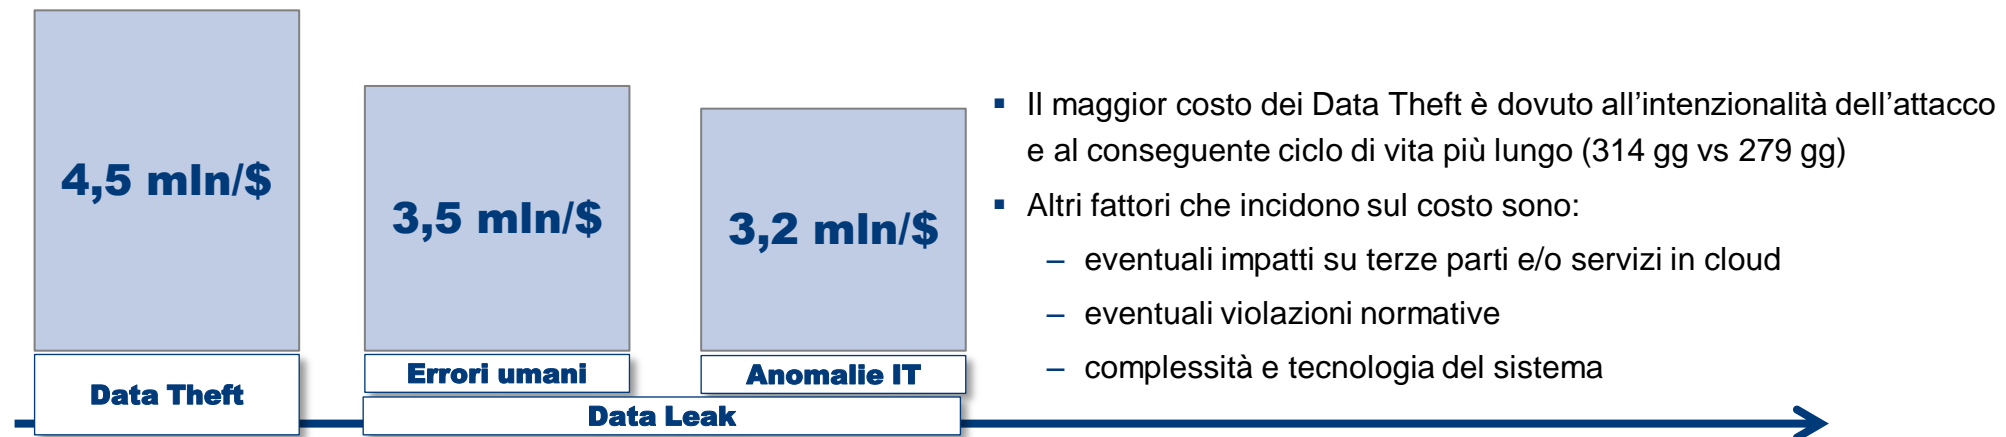 4,5 mln/$
3,5 mln/$
3,2 mln/$
Data Theft
Errori umani
Anomalie IT
Data Leak
▪ Il maggior costo dei Data Theft è dovuto all’intenzionalità dell’attacco
e al conseguente ciclo di vita più lungo (314 gg vs 279 gg)
▪ Altri fattori che incidono sul costo sono:
– eventuali impatti su terze parti e/o servizi in cloud
– eventuali violazioni normative
– complessità e tecnologia del sistema